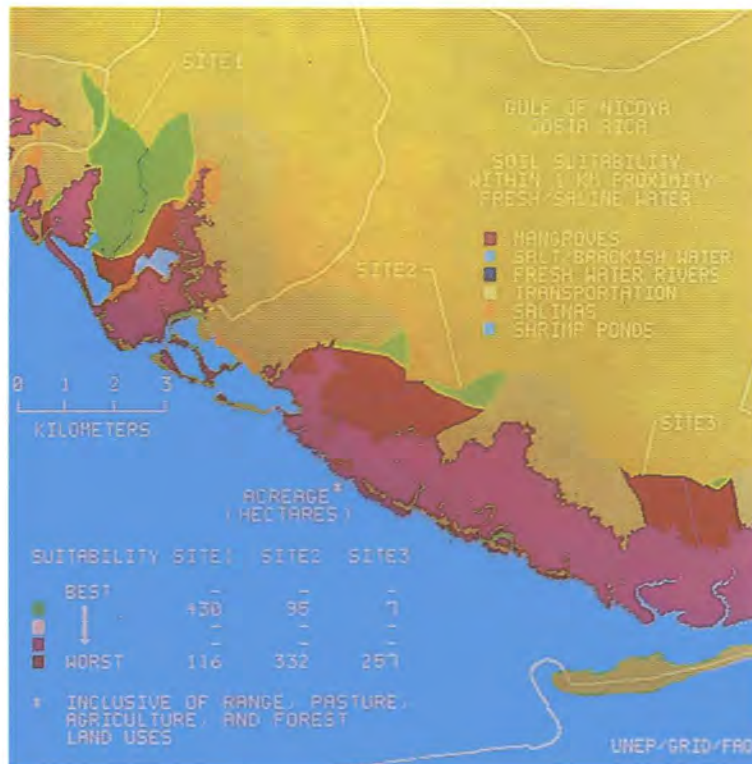 SITE1
GULF OF NICOYA
COSTA RICA
SOIL SUITABILITY
WITHIN 1 KM PROXIMITY
FRESH/SALINE WATER
MANGROVES
SALT/BRACKISH WATER
FRESH WATER RIVERS
TRANSPORTATION
SALINAS
SHRIMP PONDS
SITE2
SITE3
0 1 2 3
KILOMETERS
ACREAGE*
(HECTARES)
SUITABILITY SITE1 SITE2 SITE3
BEST - - -
430 95 7
- - -
- - -
WORST 116 332 257
* INCLUSIVE OF RANGE, PASTURE,
AGRICULTURE, AND FOREST
LAND USES
UNEP/GRID/FAO